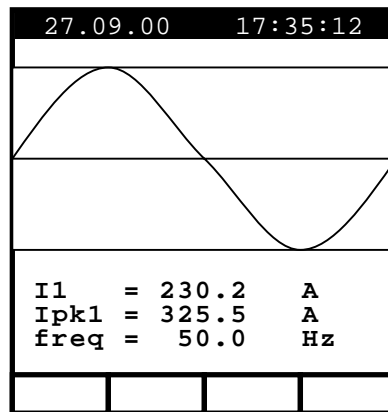 27.09.00 17:35:12
I1 = 230.2 A
Ipk1 = 325.5 A
freq = 50.0 Hz